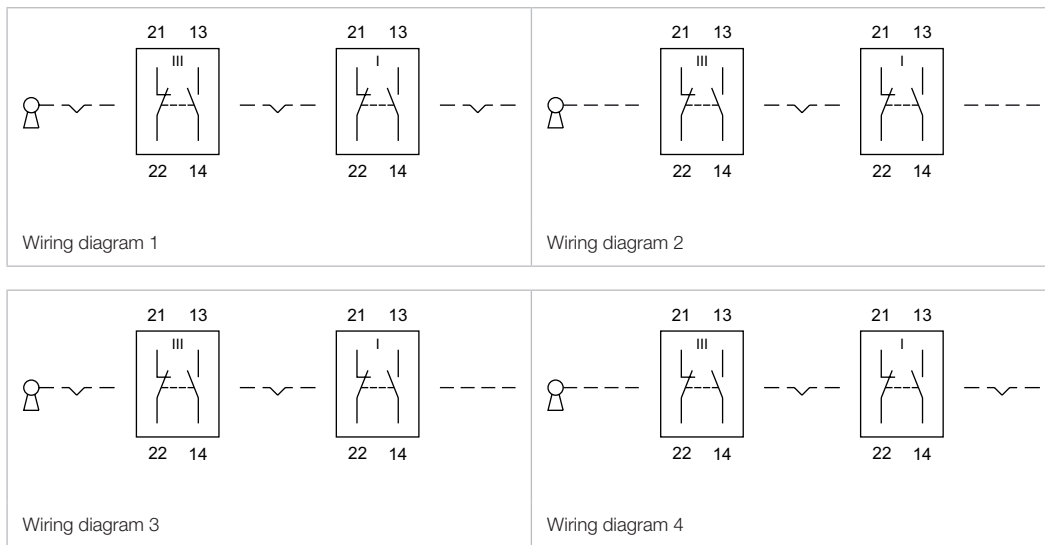 21 13 21 13 21 13 21 13
III I III I
22 14 22 14 22 14 22 14
Wiring diagram 1 Wiring diagram 2
21 13 21 13 21 13 21 13
III I III I
22 14 22 14 22 14 22 14
Wiring diagram 3 Wiring diagram 4